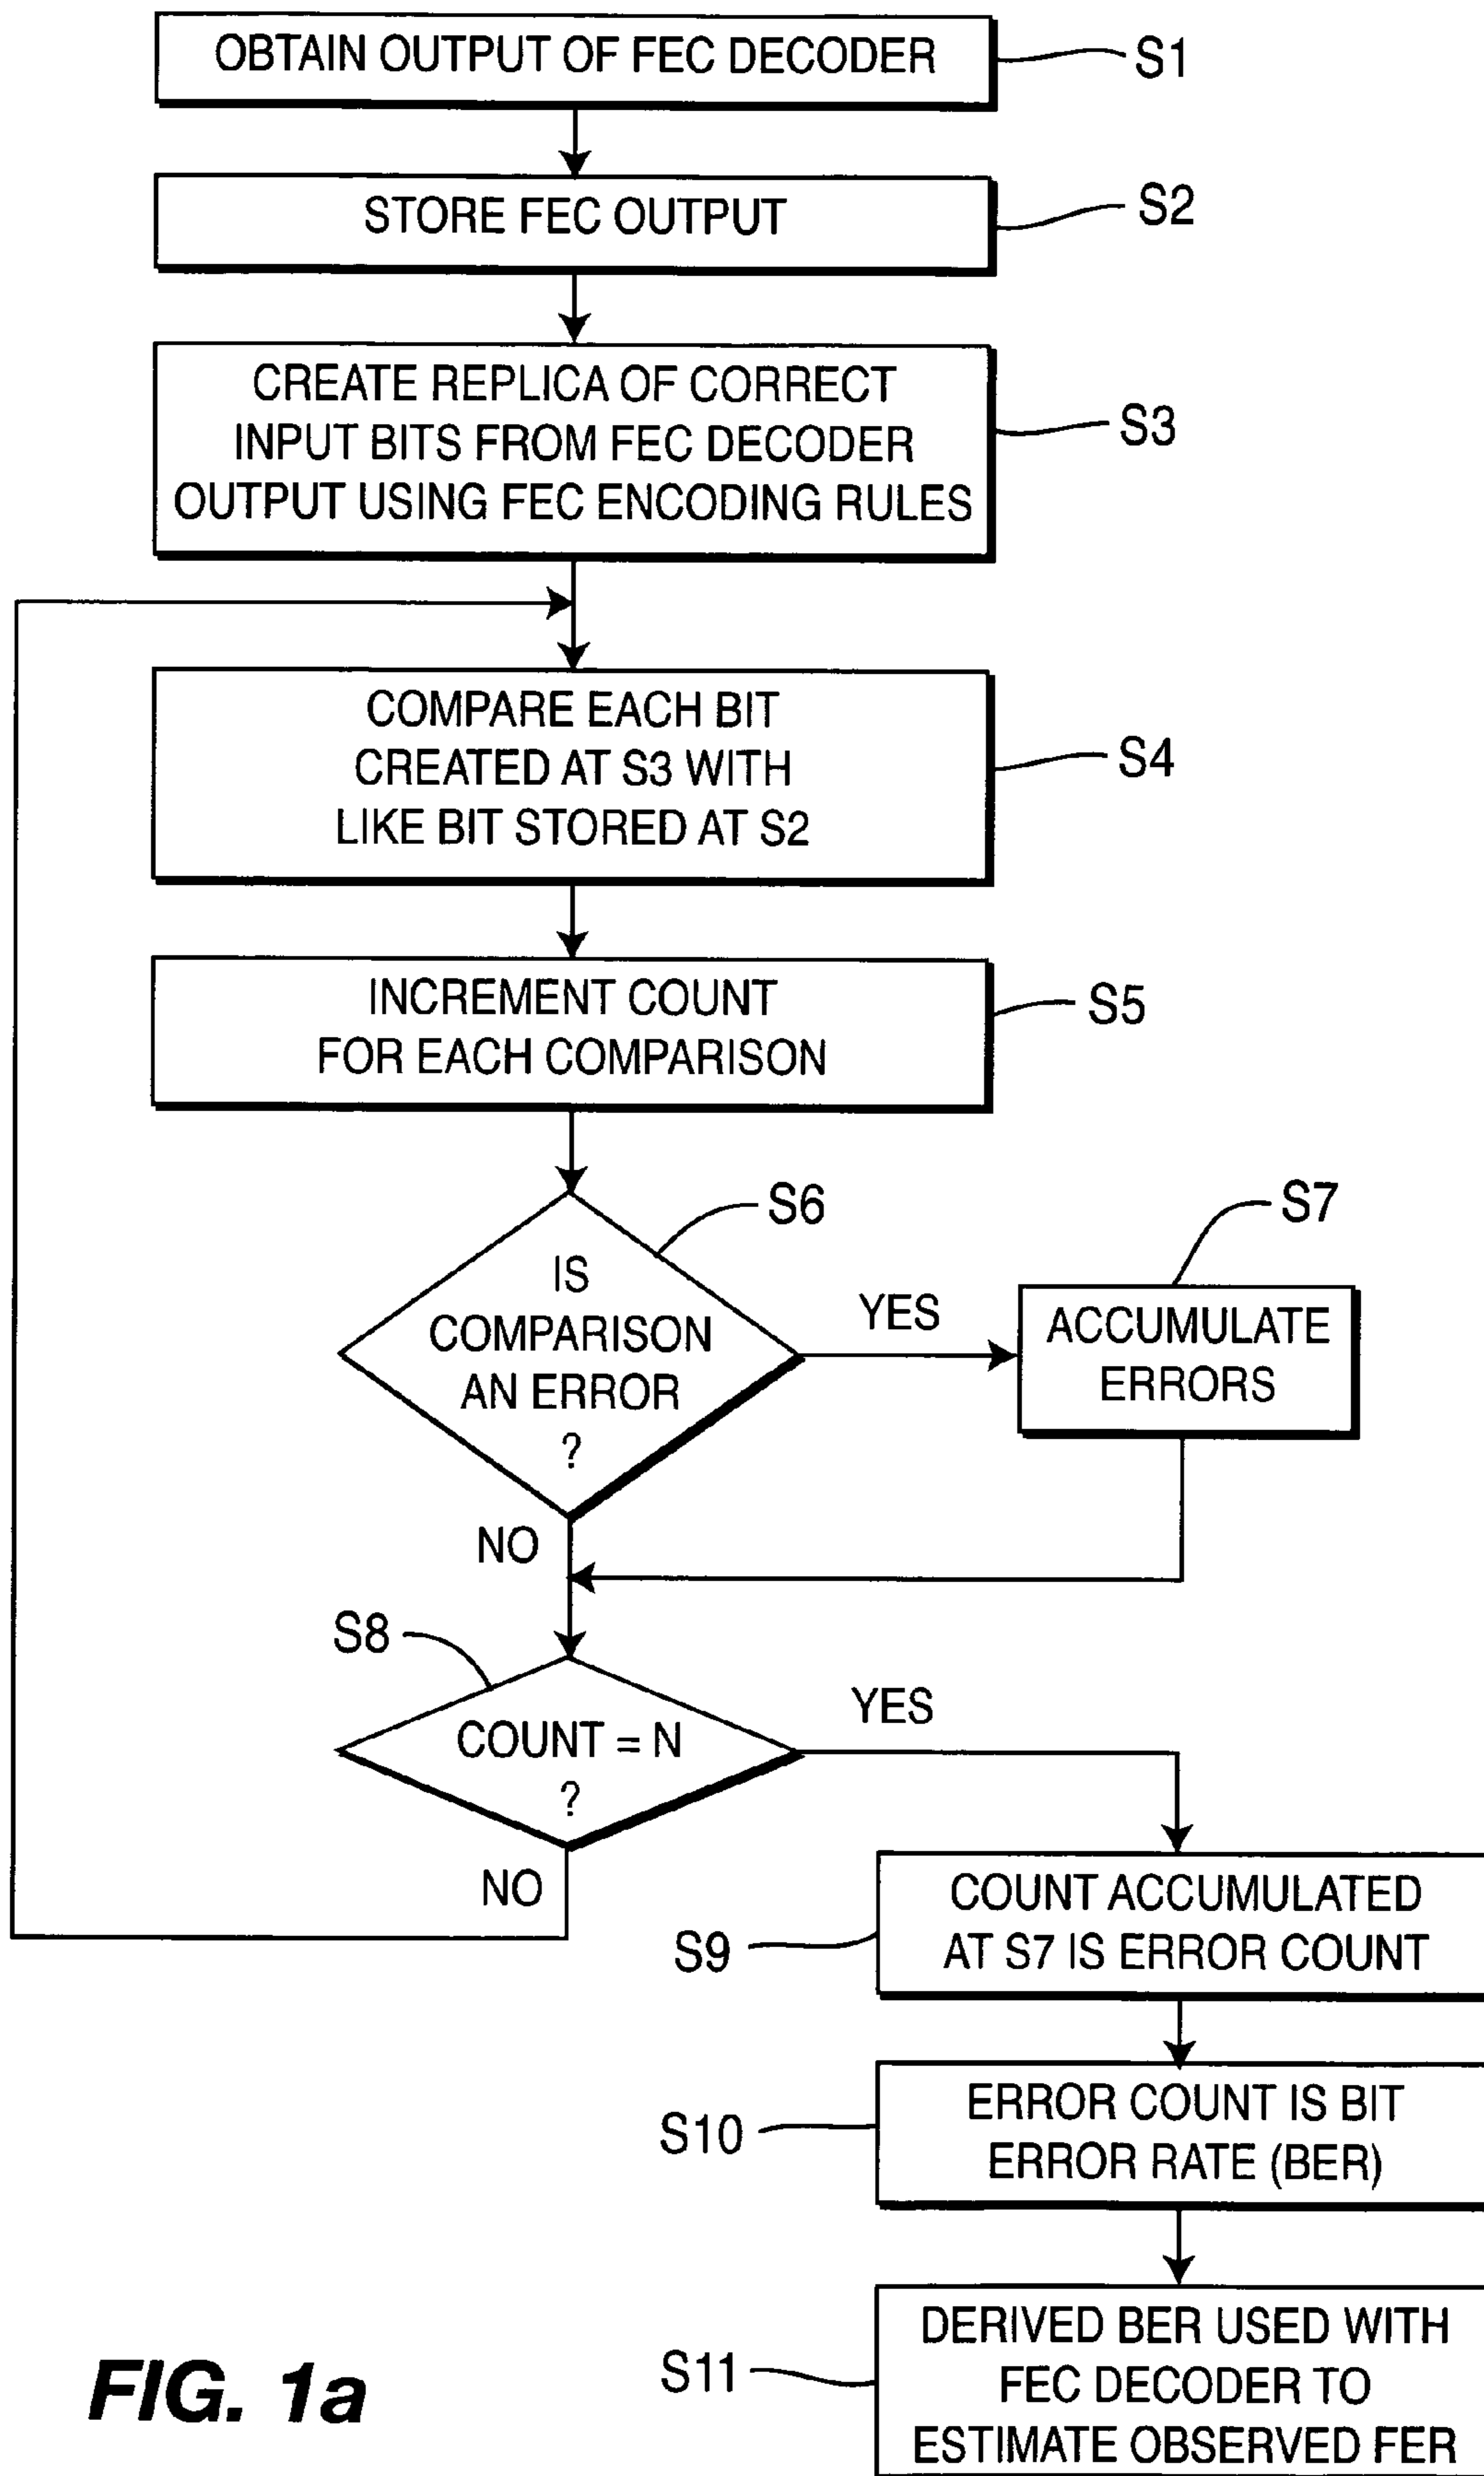 OBTAIN OUTPUT OF FEC DECODER
S1
STORE FEC OUTPUT
S2
CREATE REPLICA OF CORRECT
INPUT BITS FROM FEC DECODER
OUTPUT USING FEC ENCODING RULES
S3
COMPARE EACH BIT
CREATED AT S3 WITH
LIKE BIT STORED AT S2
S4
INCREMENT COUNT
FOR EACH COMPARISON
S5
IS
COMPARISON
AN ERROR
?
S6
YES
ACCUMULATE
ERRORS
S7
NO
S8
COUNT = N
?
YES
NO
COUNT ACCUMULATED
AT S7 IS ERROR COUNT
S9
ERROR COUNT IS BIT
ERROR RATE (BER)
S10
DERIVED BER USED WITH
FEC DECODER TO
ESTIMATE OBSERVED FER
S11
FIG. 1a